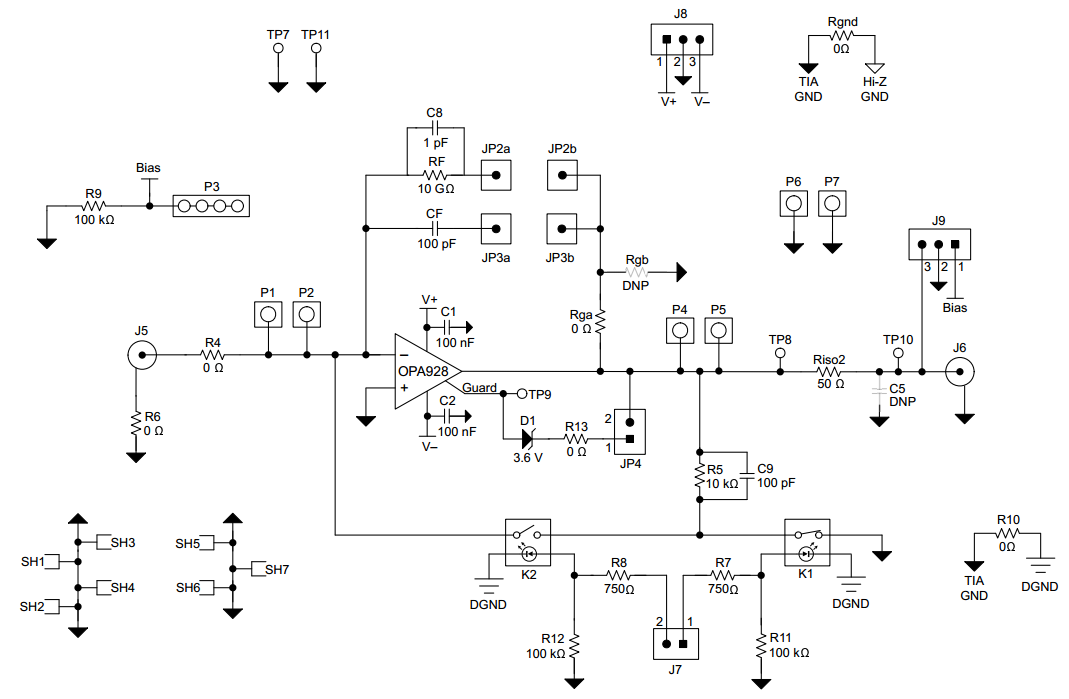 J8
1 2 3
V+ V–
Rgnd
0Ω
TIA
GND
Hi-Z
GND
TP7 TP11
C8
1 pF
RF
10 GΩ
JP2a
JP2b
CF
100 pF
JP3a
JP3b
Bias
R9
100 kΩ
P3
P6 P7
J9
3 2 1
Bias
Rgb
DNP
Rga
0 Ω
P1 P2
V+
C1
100 nF
J5
R4
0 Ω
R6
0 Ω
–
OPA928
+
Guard
TP9
C2
100 nF
V–
D1
3.6 V
R13
0 Ω
2
1
JP4
P4 P5
TP8
Riso2
50 Ω
TP10
C5
DNP
J6
R5
10 kΩ
C9
100 pF
SH3
SH1
SH4
SH2
SH5
SH7
SH6
K2
DGND
R8
750Ω
R7
750Ω
K1
DGND
R12
100 kΩ
2 1
J7
R11
100 kΩ
R10
0Ω
TIA
GND
DGND